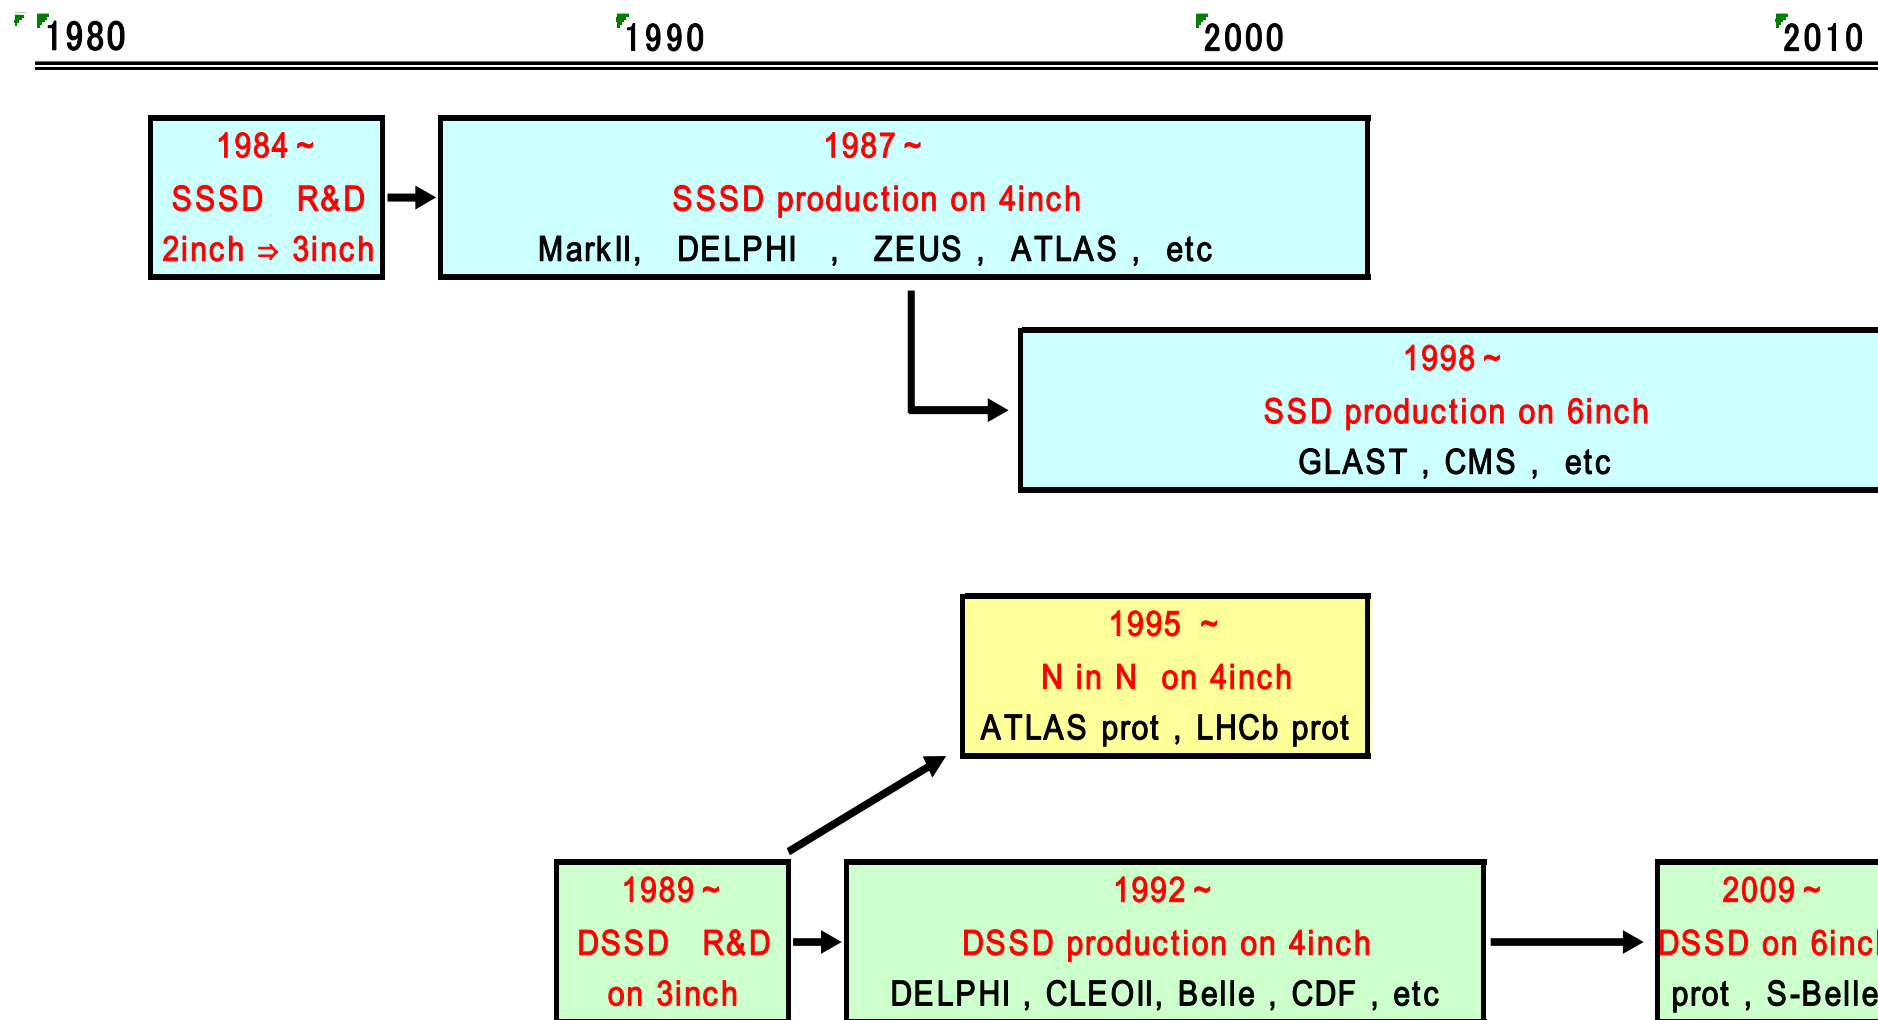 1980 1990 2000 2010
1984~
SSSD R&D
2inch ⇒ 3inch
1987~
SSSD production on 4inch
MarkII, DELPHI , ZEUS , ATLAS , etc
1998~
SSD production on 6inch
GLAST , CMS , etc
1995 ~
N in N on 4inch
ATLAS prot , LHCb prot
1989~
DSSD R&D
on 3inch
1992~
DSSD production on 4inch
DELPHI , CLEOII, Belle , CDF , etc
2009~
DSSD on 6inch
prot , S-Belle